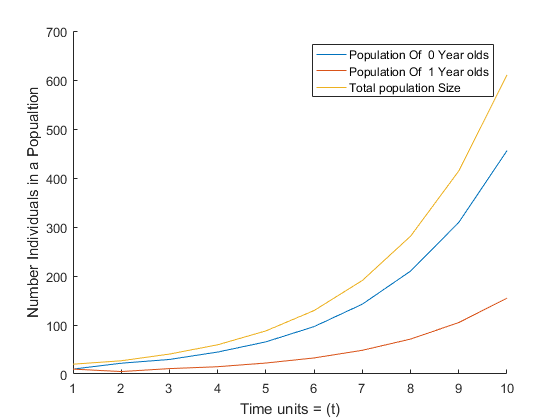 Number Individuals in a Popualtion
700
600
500
400
300
200
100
0
Population Of  0 Year olds
Population Of  1 Year olds
Total population Size
1 2 3 4 5 6 7 8 9 10
Time units = (t)